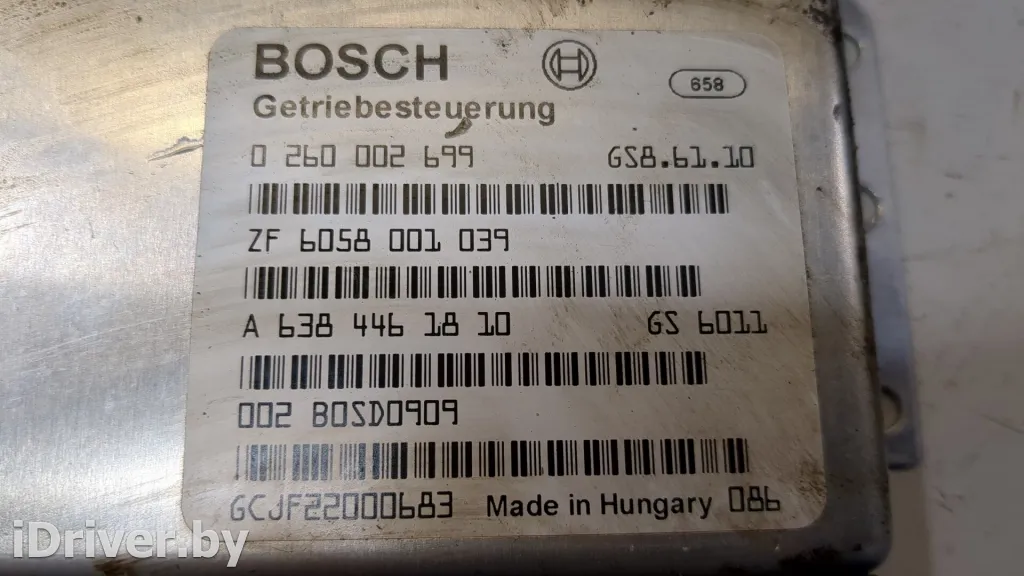 BOSCH
658
Getriebesteuerung
0 260 002 699 GS8.61.10
ZF 6058 001 039
A 638 446 18 10 GS 6011
002 BOSD0909
GCJF22000683 Made in Hungary 086
iDriver.by